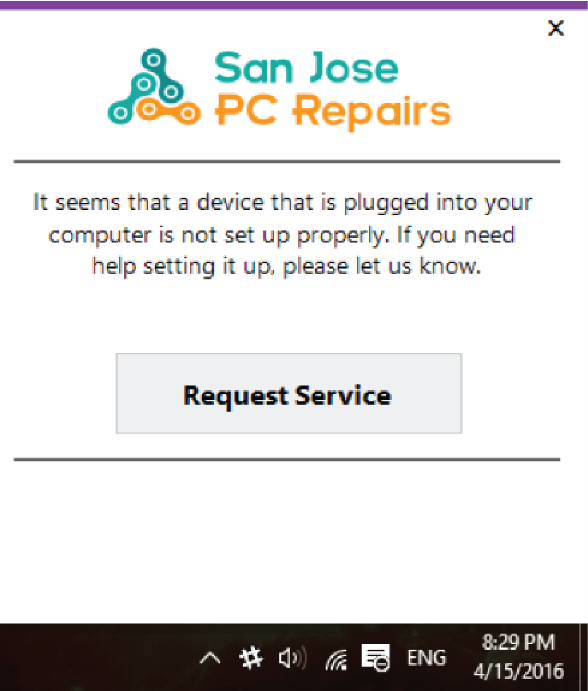 San Jose
PC Repairs
It seems that a device that is plugged into your
computer is not set up properly. If you need
help setting it up, please let us know.
Request Service
ENG
8:29 PM
4/15/2016